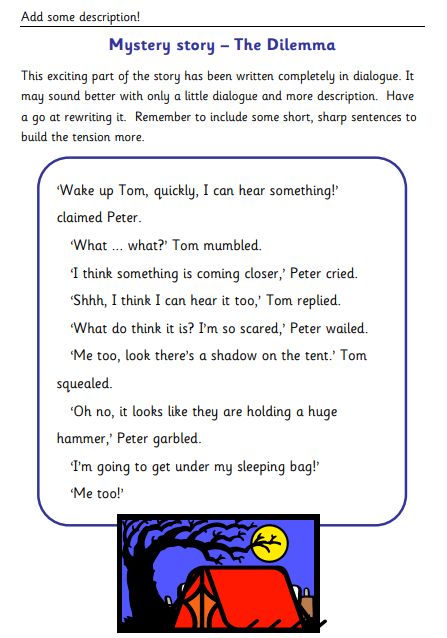 Add some description!
Mystery story – The Dilemma
This exciting part of the story has been written completely in dialogue. It
may sound better with only a little dialogue and more description.  Have
a go at rewriting it.  Remember to include some short, sharp sentences to
build the tension more.
‘Wake up Tom, quickly, I can hear something!’
claimed Peter.
‘What … what?’ Tom mumbled.
‘I think something is coming closer,’ Peter cried.
‘Shhh, I think I can hear it too,’ Tom replied.
‘What do think it is? I’m so scared,’ Peter wailed.
‘Me too, look there’s a shadow on the tent.’ Tom
squealed.
‘Oh no, it looks like they are holding a huge
hammer,’ Peter garbled.
‘I’m going to get under my sleeping bag!’
‘Me too!’